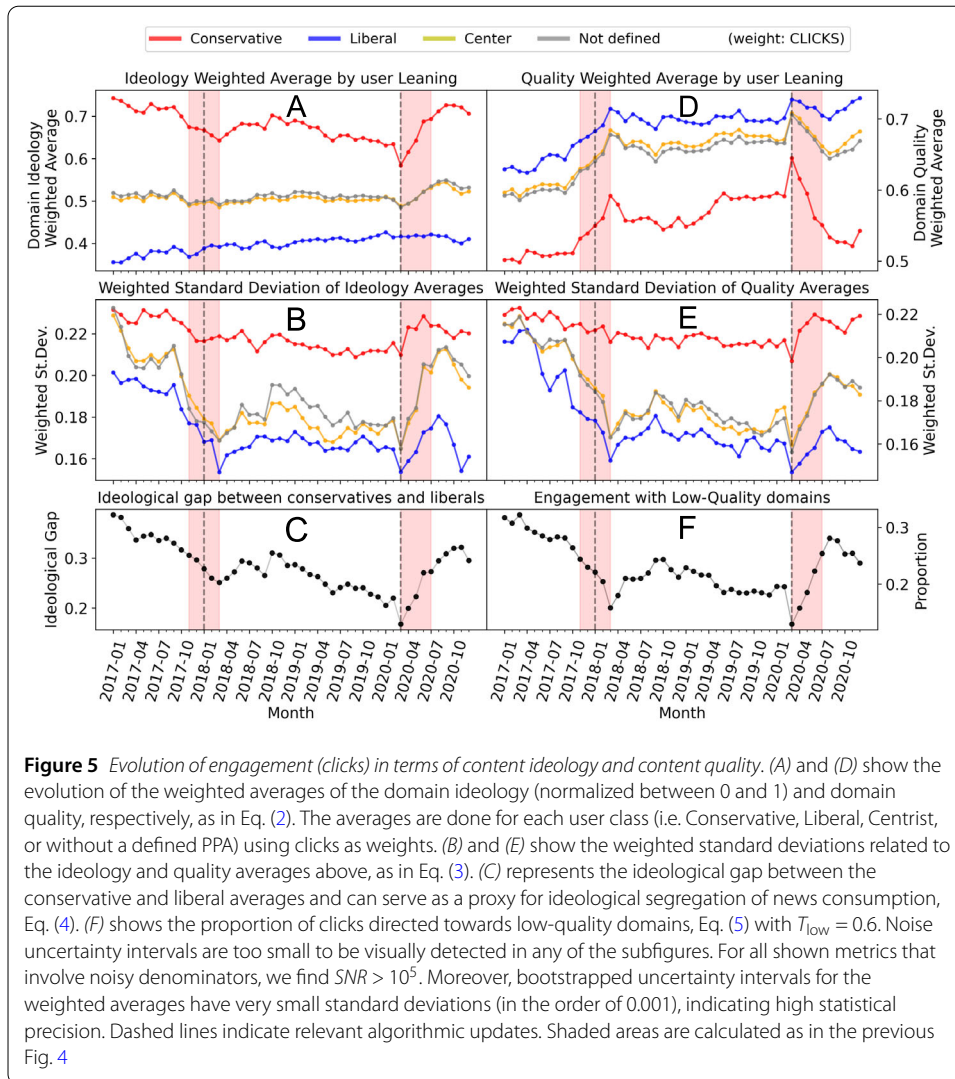 Conservative Liberal Center Not defined (weight: CLICKS)
Ideology Weighted Average by user Leaning
Quality Weighted Average by user Leaning
A
D
Domain Ideology
Weighted Average
0.7
0.6
0.5
0.4
Domain Quality
Weighted Average
0.7
0.6
0.5
Weighted Standard Deviation of Ideology Averages
Weighted Standard Deviation of Quality Averages
B
E
Weighted St.Dev.
0.22
0.20
0.18
0.16
Weighted St.Dev.
0.22
0.20
0.18
0.16
Ideological gap between conservatives and liberals
Engagement with Low-Quality domains
C
F
Ideological Gap
0.3
0.2
Proportion
0.3
0.2
2017-01 2017-04 2017-07 2017-10 2018-01 2018-04 2018-07 2018-10 2019-01 2019-04 2019-07 2019-10 2020-01 2020-04 2020-07 2020-10
2017-01 2017-04 2017-07 2017-10 2018-01 2018-04 2018-07 2018-10 2019-01 2019-04 2019-07 2019-10 2020-01 2020-04 2020-07 2020-10
Month
Month
Figure 5 Evolution of engagement (clicks) in terms of content ideology and content quality. (A) and (D) show the
evolution of the weighted averages of the domain ideology (normalized between 0 and 1) and domain
quality, respectively, as in Eq. (2). The averages are done for each user class (i.e. Conservative, Liberal, Centrist,
or without a defined PPA) using clicks as weights. (B) and (E) show the weighted standard deviations related to
the ideology and quality averages above, as in Eq. (3). (C) represents the ideological gap between the
conservative and liberal averages and can serve as a proxy for ideological segregation of news consumption,
Eq. (4). (F) shows the proportion of clicks directed towards low-quality domains, Eq. (5) with T_low = 0.6. Noise
uncertainty intervals are too small to be visually detected in any of the subfigures. For all shown metrics that
involve noisy denominators, we find SNR > 10⁵. Moreover, bootstrapped uncertainty intervals for the
weighted averages have very small standard deviations (in the order of 0.001), indicating high statistical
precision. Dashed lines indicate relevant algorithmic updates. Shaded areas are calculated as in the previous
Fig. 4